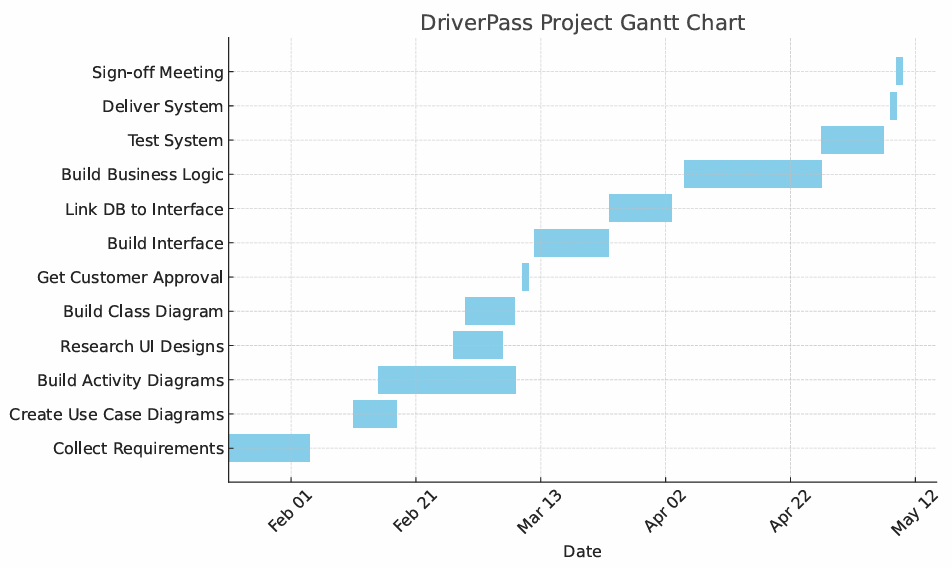 DriverPass Project Gantt Chart
Sign-off Meeting
Deliver System
Test System
Build Business Logic
Link DB to Interface
Build Interface
Get Customer Approval
Build Class Diagram
Research UI Designs
Build Activity Diagrams
Create Use Case Diagrams
Collect Requirements
Feb 01
Feb 21
Mar 13
Apr 02
Apr 22
May 12
Date